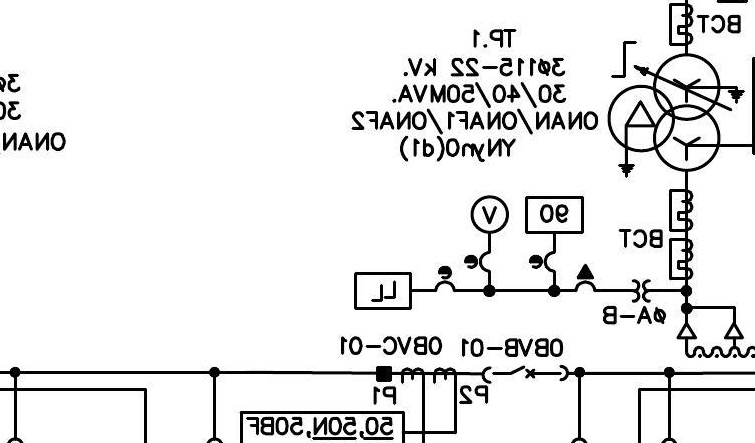 BCT
TP.1
3ø115-22 kV.
30/40/50MVA.
ONAN/ONAF1/ONAF2
YNyn0(d1)
3ø
30
ONAN
V
90
BCT
e
e
e
LL
øA-B
0BVB-01
0BVC-01
P2
P1
50,50N,50BF